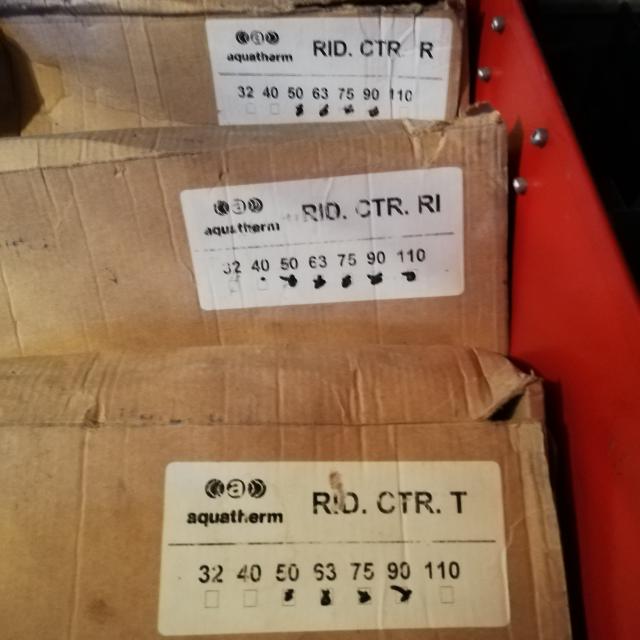 aquatherm RID. CTR. R
32 40 50 63 75 90 110
aquatherm RID. CTR. RI
32 40 50 63 75 90 110
aquatherm RID. CTR. T
32 40 50 63 75 90 110